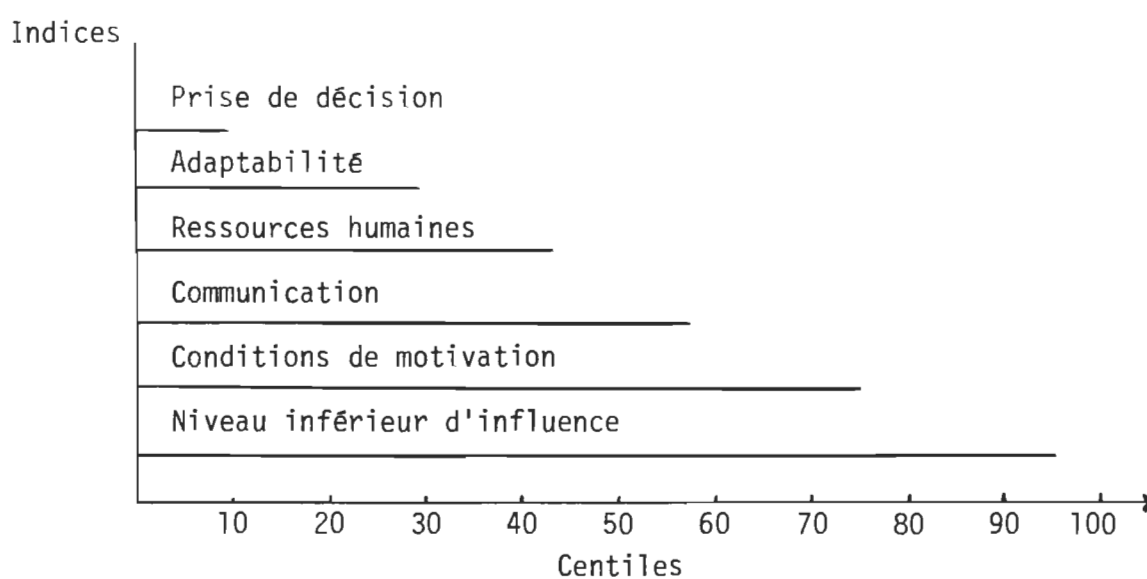 Indices
Prise de décision
Adaptabilité
Ressources humaines
Communication
Conditions de motivation
Niveau inférieur d'influence
10 20 30 40 50 60 70 80 90 100
Centiles